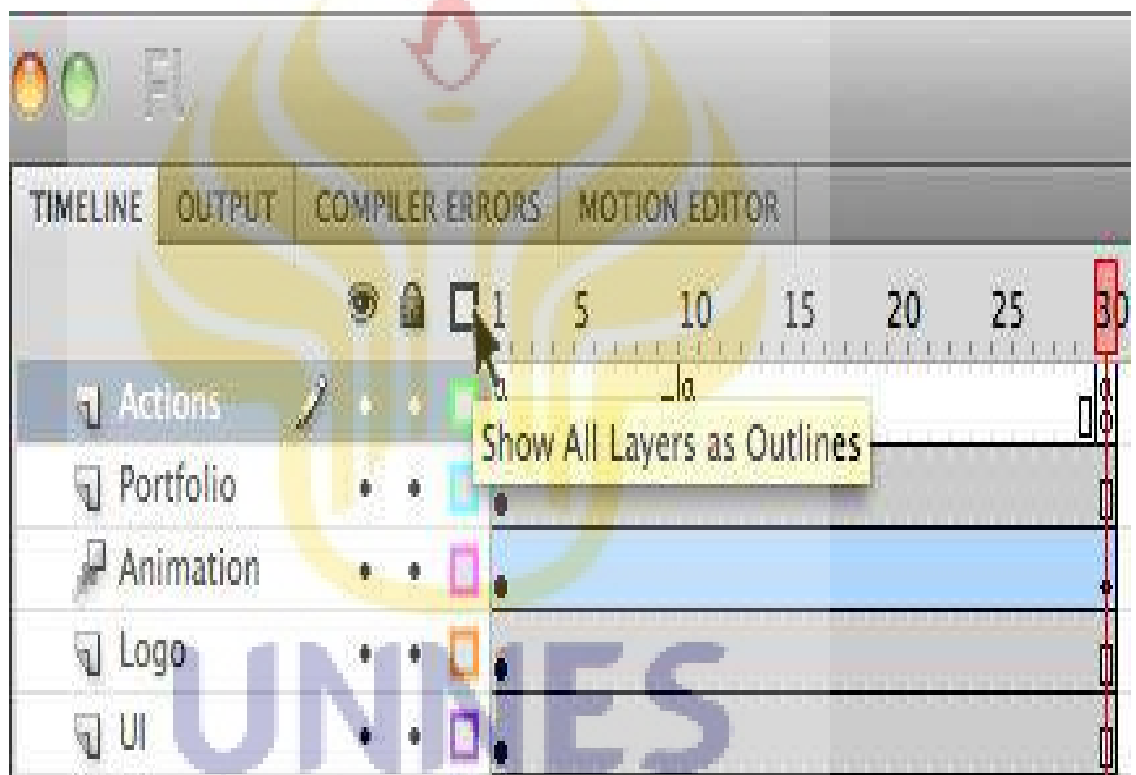 TIMELINE OUTPUT COMPILER ERRORS MOTION EDITOR
1 5 10 15 20 25 30
Actions a a a
Show All Layers as Outlines
Portfolio
Animation
Logo
UI
UNNES